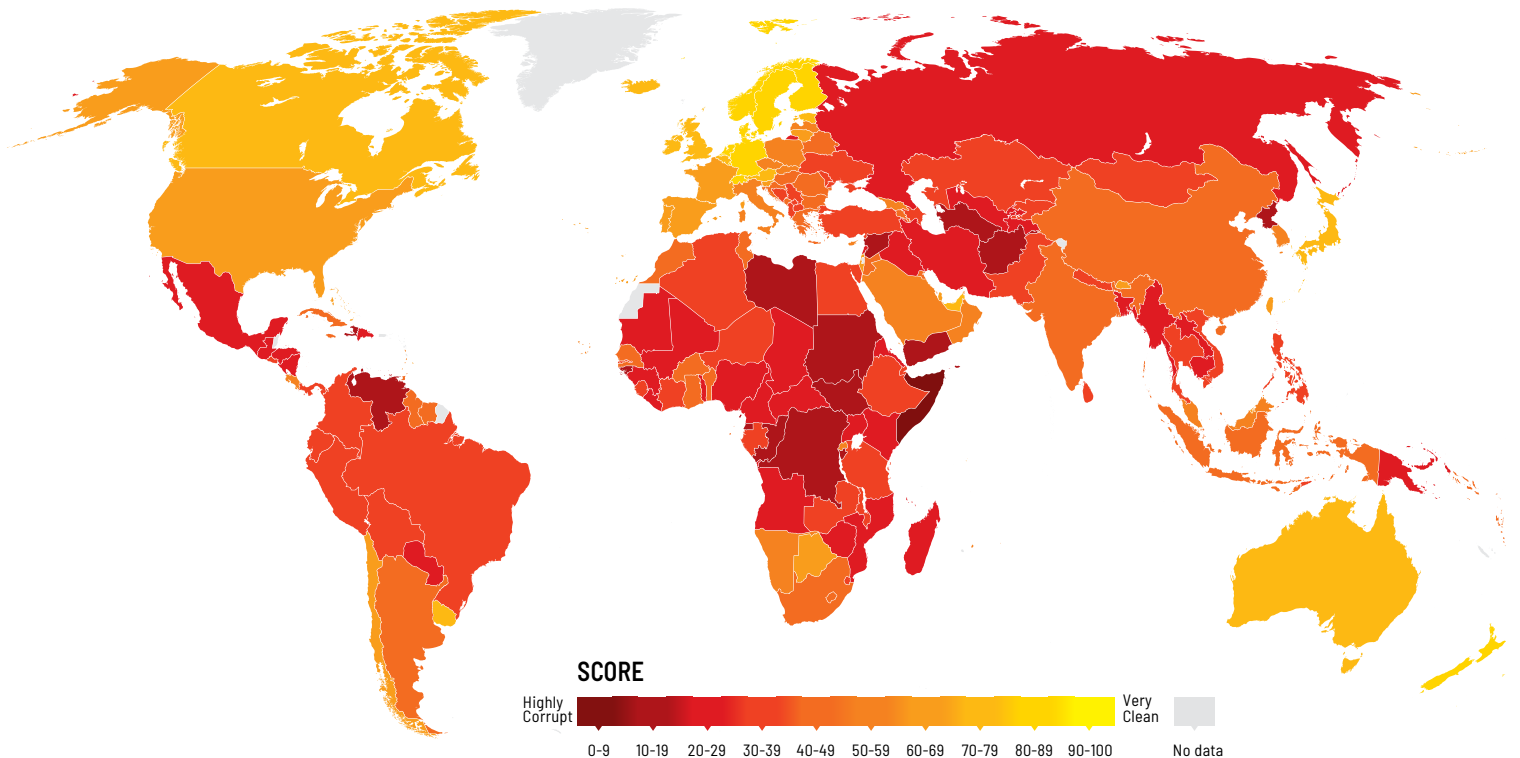 SCORE
Highly
Corrupt
Very
Clean
0-9 10-19 20-29 30-39 40-49 50-59 60-69 70-79 80-89 90-100 No data